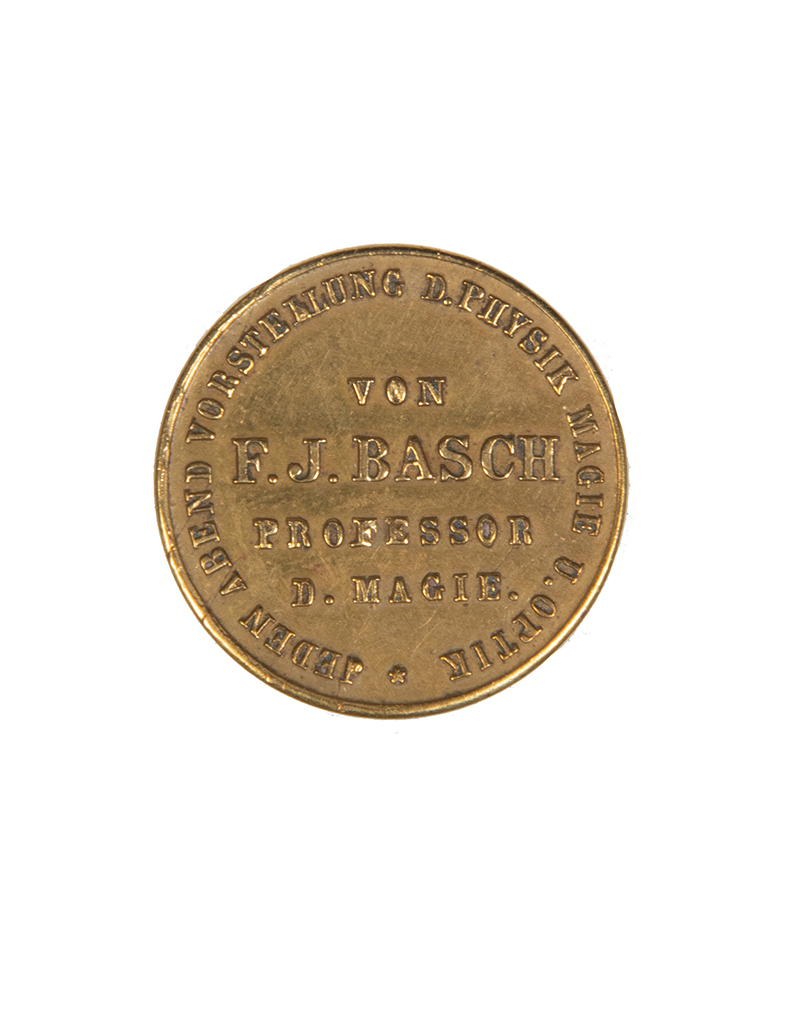 JEDEN ABEND VORSTELLUNG D. PHYSIK MAGIE U. OPTIK *
VON
F. J. BASCH
PROFESSOR
D. MAGIE.